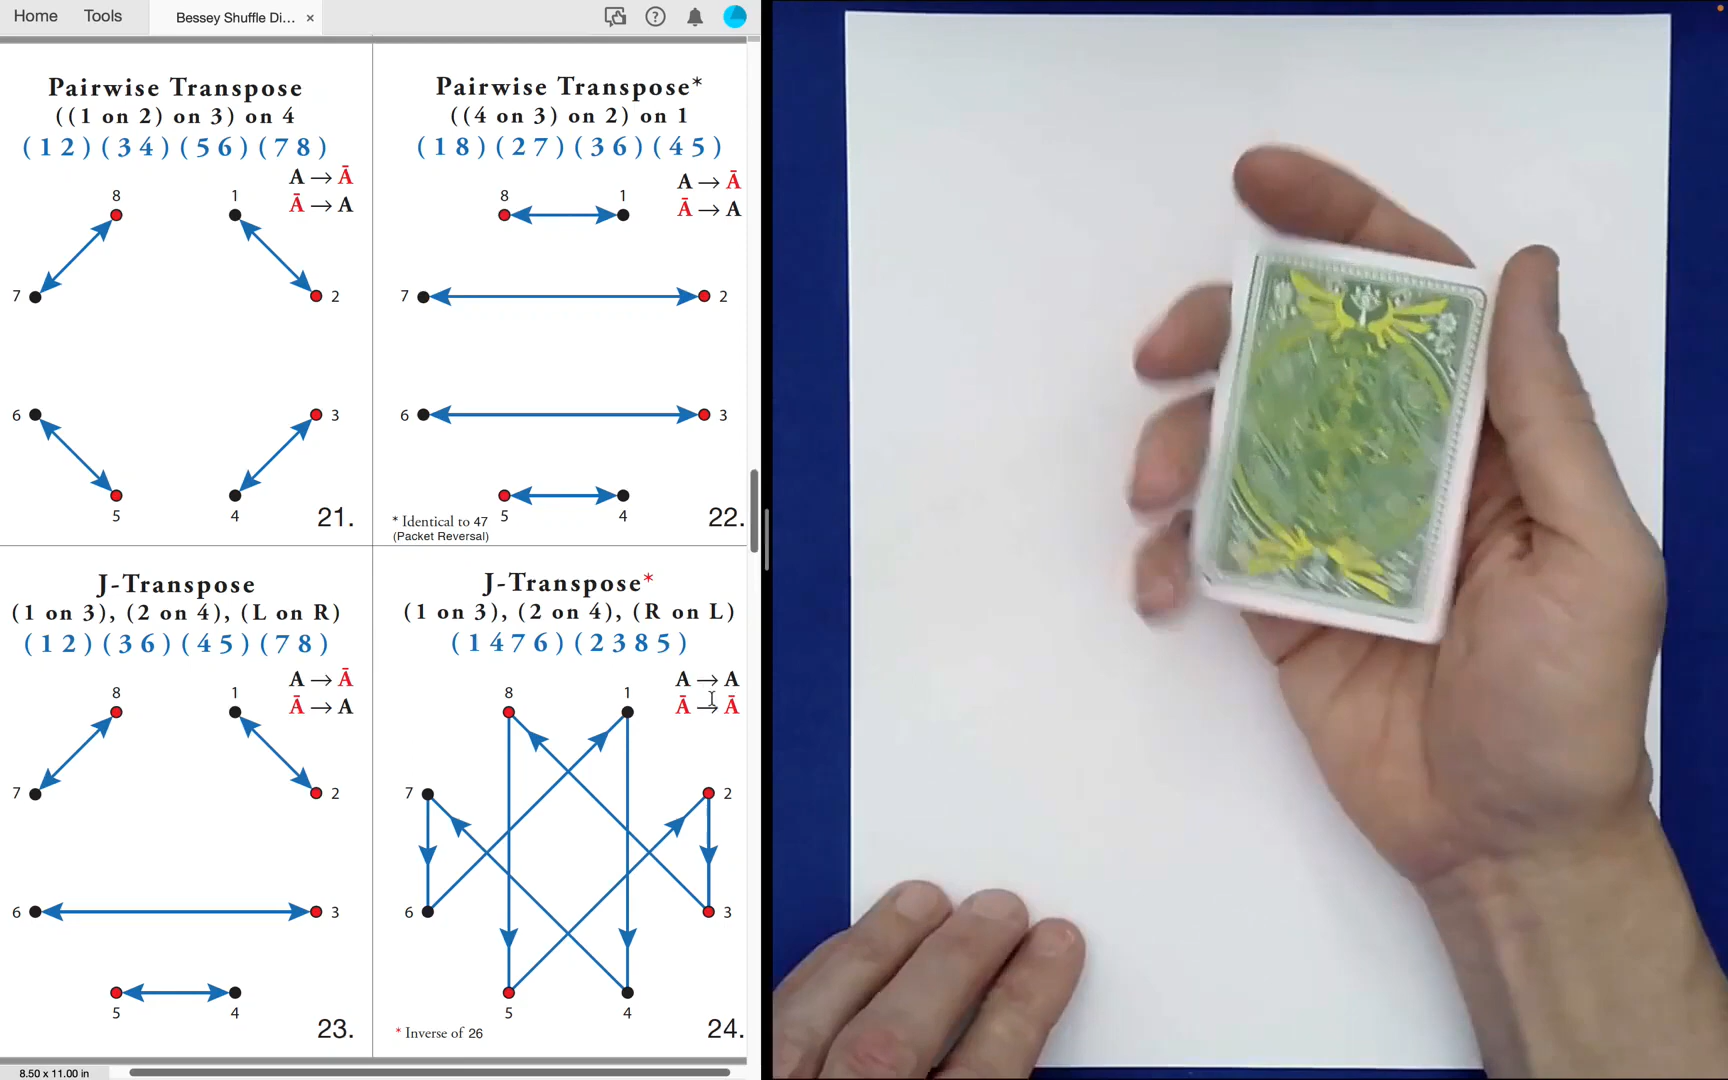 Home Tools Bessey Shuffle Di... ×
Pairwise Transpose
((1 on 2) on 3) on 4
(1 2)(3 4)(5 6)(7 8)
A → Ā
Ā → A
8 1
7 2
6 3
5 4
21.
Pairwise Transpose*
((4 on 3) on 2) on 1
(1 8)(2 7)(3 6)(4 5)
A → Ā
Ā → A
8 1
7 2
6 3
5 4
* Identical to 47
(Packet Reversal)
22.
J-Transpose
(1 on 3), (2 on 4), (L on R)
(1 2)(3 6)(4 5)(7 8)
A → Ā
Ā → A
8 1
7 2
6 3
5 4
23.
J-Transpose*
(1 on 3), (2 on 4), (R on L)
(1 4 7 6)(2 3 8 5)
A → A
Ā → Ā
8 1
7 2
6 3
5 4
* Inverse of 26
24.
8.50 x 11.00 in